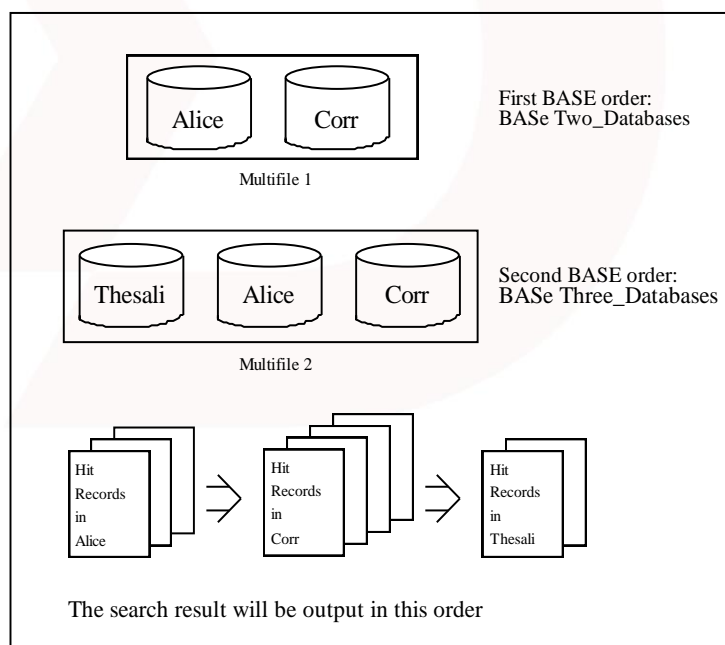 Alice
Corr
First BASE order:
BASe Two_Databases
Multifile 1
Thesali
Alice
Corr
Second BASE order:
BASe Three_Databases
Multifile 2
Hit
Records
in
Alice
Hit
Records
in
Corr
Hit
Records
in
Thesali
The search result will be output in this order